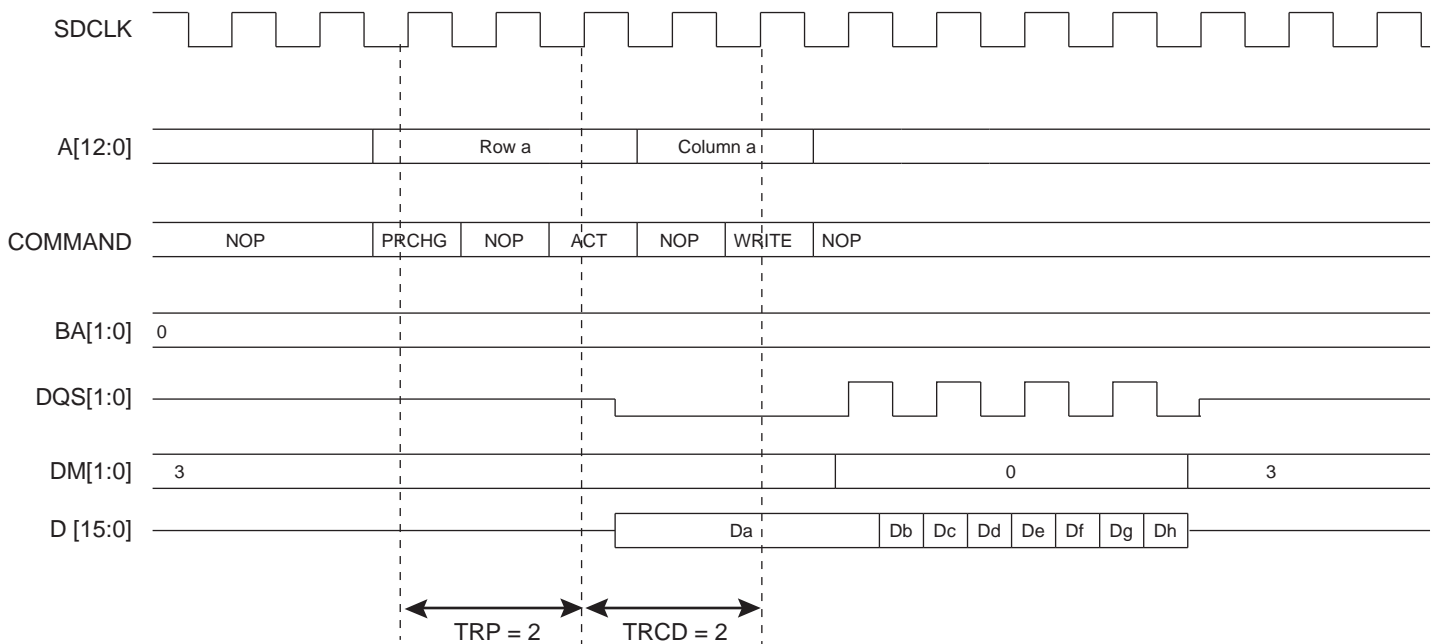 SDCLK
A[12:0] Row a Column a
COMMAND NOP PRCHG NOP ACT NOP WRITE NOP
BA[1:0] 0
DQS[1:0]
DM[1:0] 3 0 3
D [15:0] Da Db Dc Dd De Df Dg Dh
TRP = 2 TRCD = 2